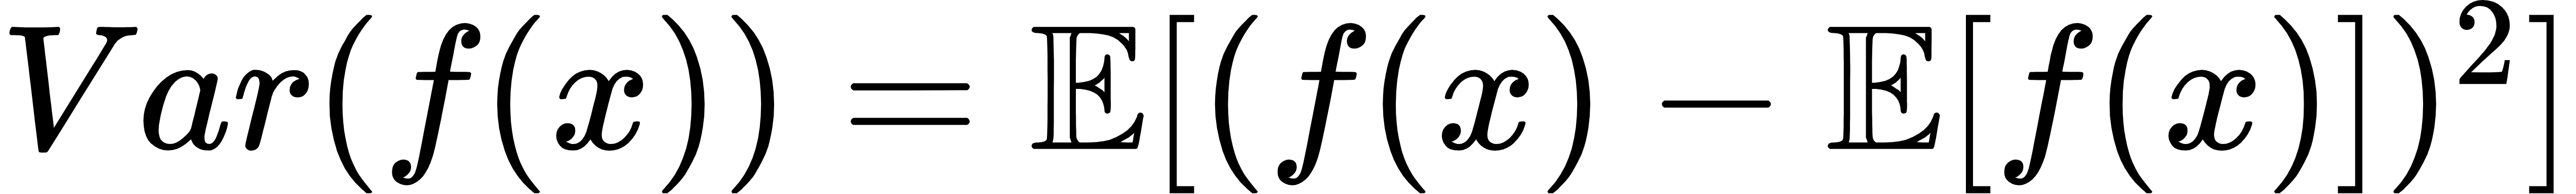 Var(f(x)) = 𝔼[(f(x) − 𝔼[f(x)])²]